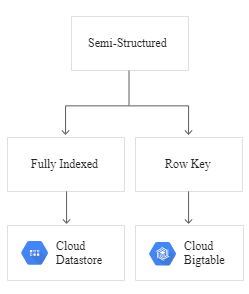 Semi-Structured
Fully Indexed
Row Key
Cloud
Datastore
Cloud
Bigtable